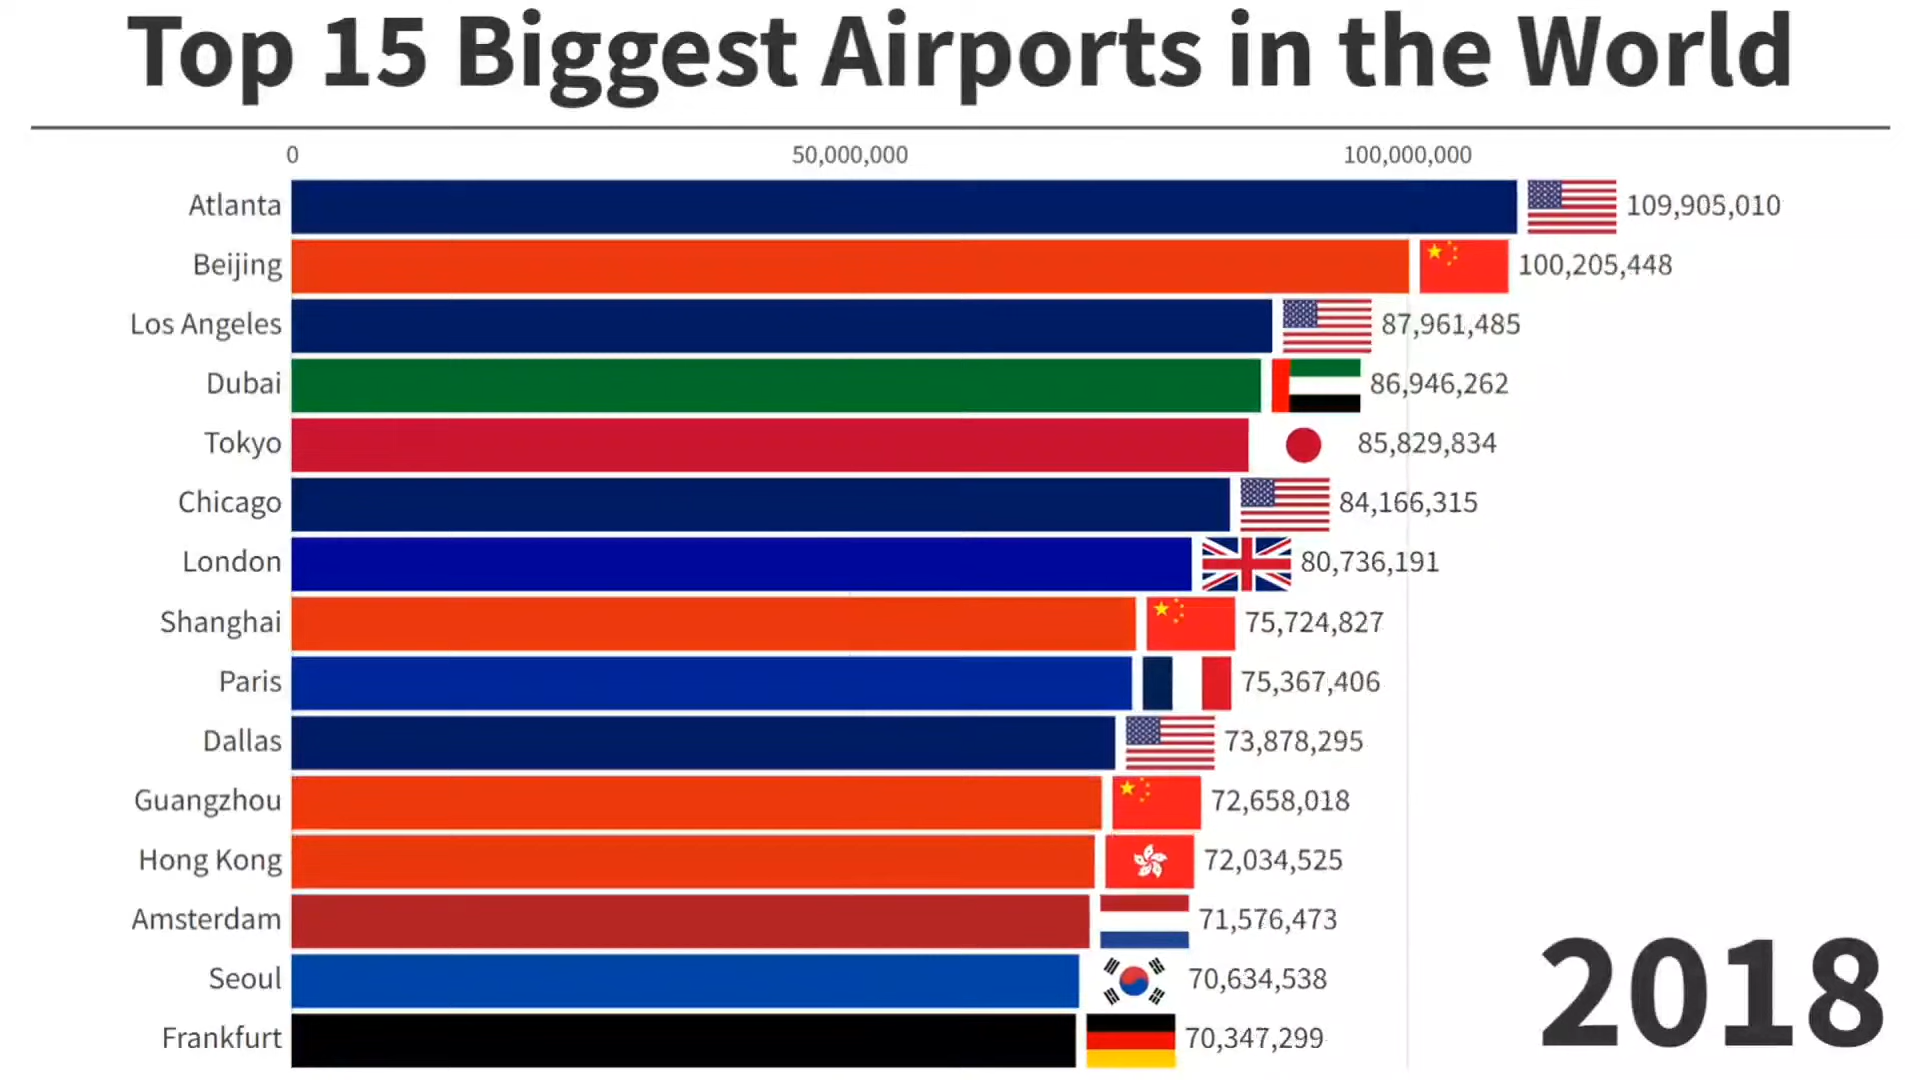 Top 15 Biggest Airports in the World
0 50,000,000 100,000,000
Atlanta 109,905,010
Beijing 100,205,448
Los Angeles 87,961,485
Dubai 86,946,262
Tokyo 85,829,834
Chicago 84,166,315
London 80,736,191
Shanghai 75,724,827
Paris 75,367,406
Dallas 73,878,295
Guangzhou 72,658,018
Hong Kong 72,034,525
Amsterdam 71,576,473
Seoul 70,634,538
Frankfurt 70,347,299
2018